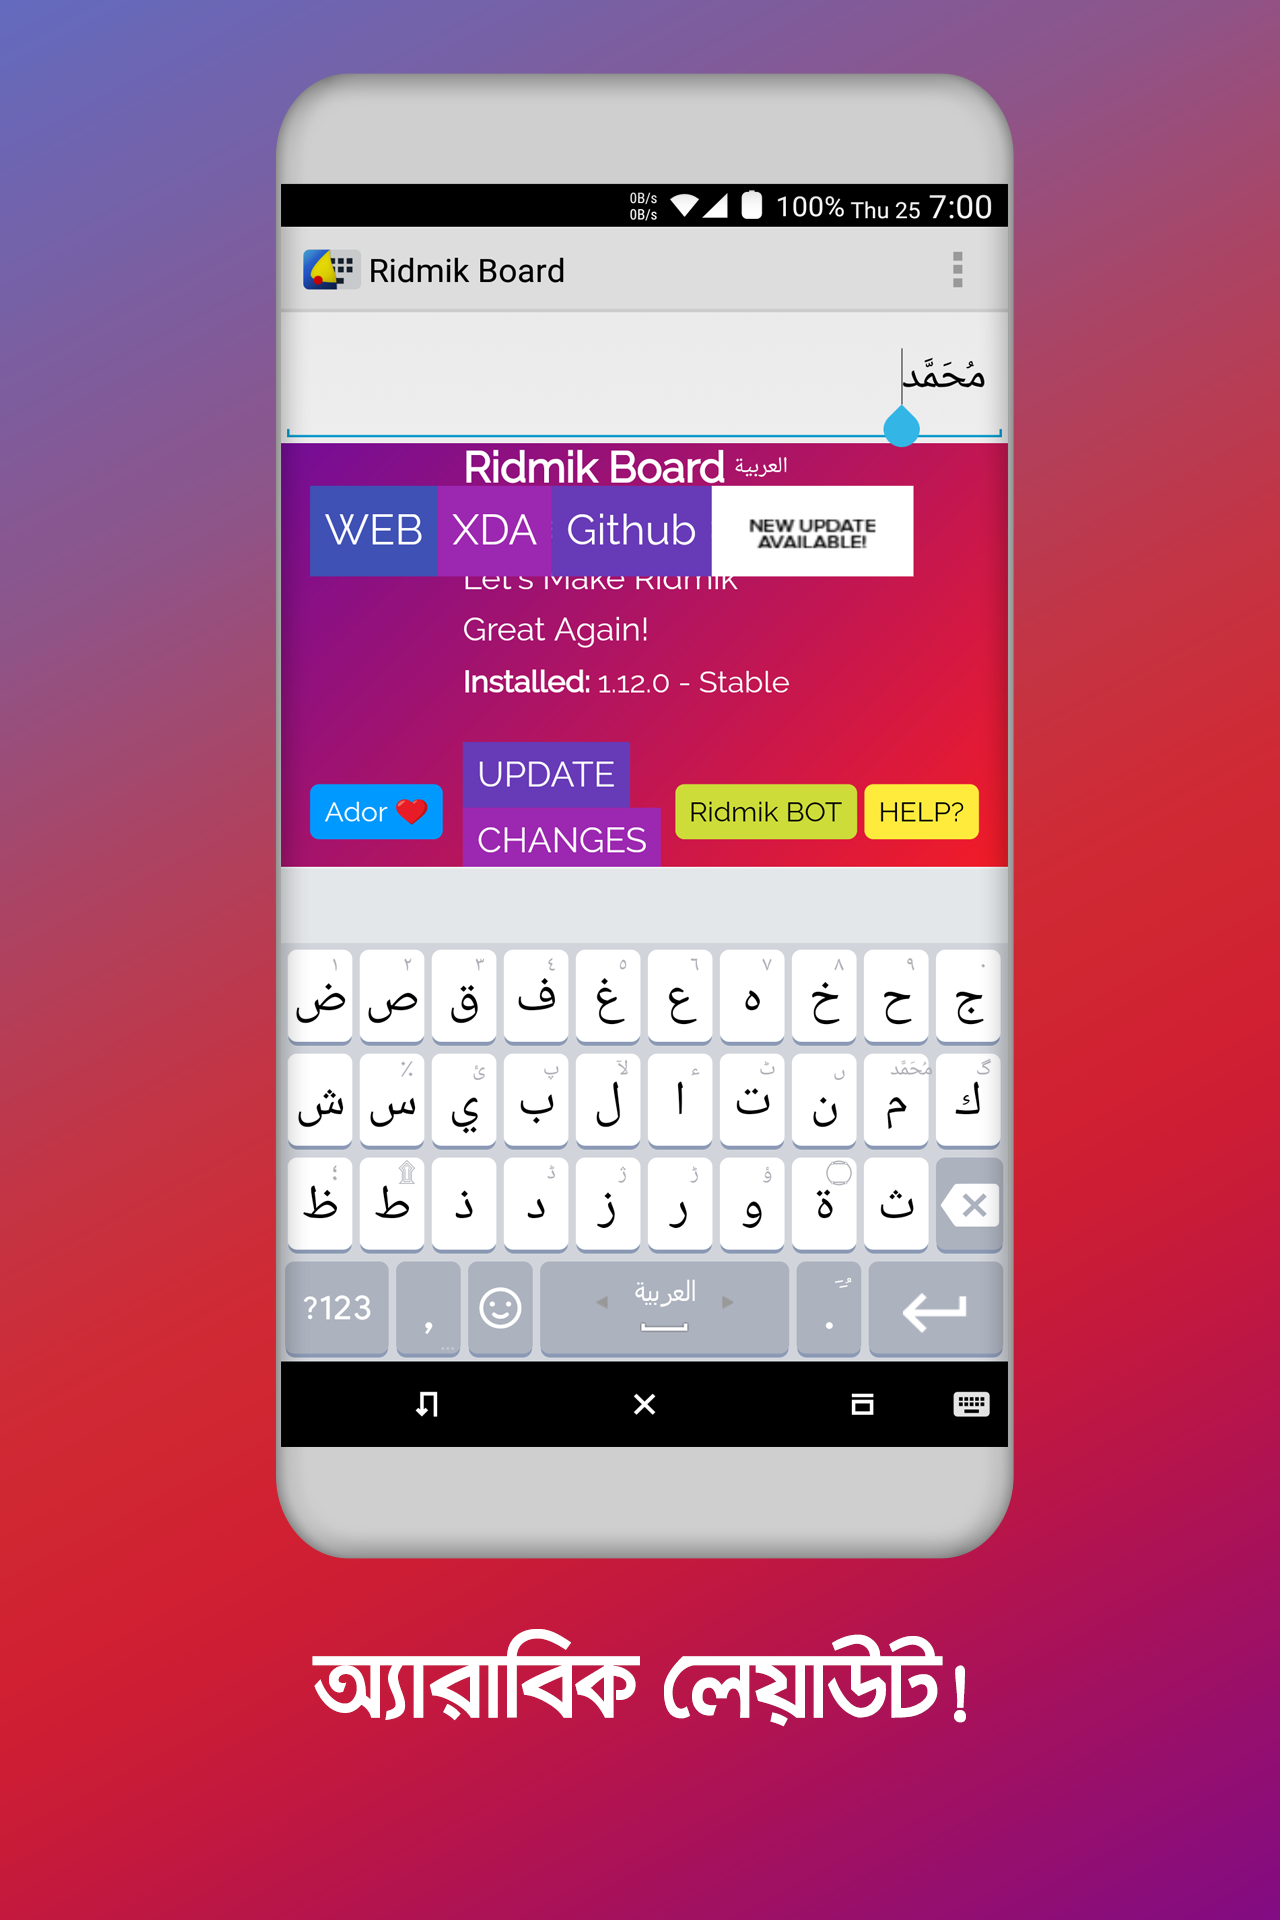 0B/s
0B/s
100% Thu 25 7:00
Ridmik Board
مُحَمَّد
Ridmik Board العربية
WEB XDA Github NEW UPDATE AVAILABLE!
Let's Make Ridmik
Great Again!
Installed: 1.12.0 - Stable
UPDATE
Ador ❤️ Ridmik BOT HELP?
CHANGES
١ ٢ ٣ ٤ ٥ ٦ ٧ ٨ ٩ ٠
ض ص ق ف غ ع ه خ ح ج
٪ ئ پ لآ ء ٹ ں مُحَمَّد گ
ش س ي ب ل ا ت ن م ك
ڈ ژ ڑ ؤ
ظ ط ذ د ز ر و ة ث
?123 , العربية .
...
অ্যারাবিক লেয়াউট!